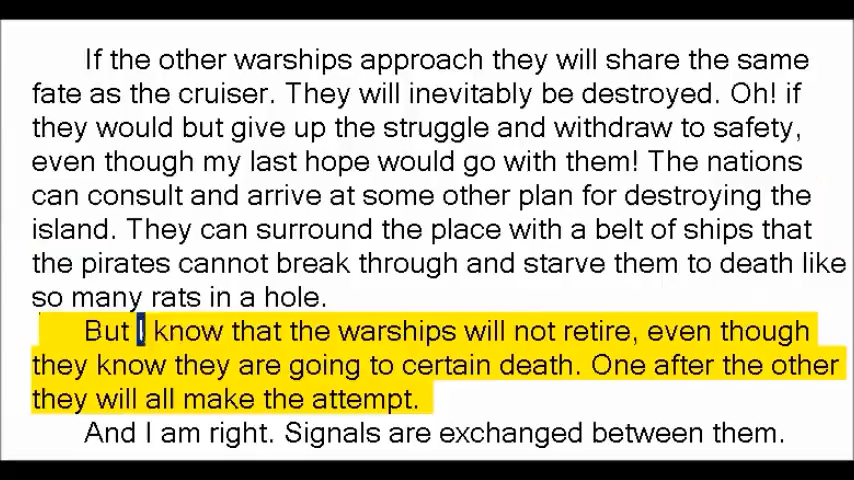 If the other warships approach they will share the same
fate as the cruiser. They will inevitably be destroyed. Oh! if
they would but give up the struggle and withdraw to safety,
even though my last hope would go with them! The nations
can consult and arrive at some other plan for destroying the
island. They can surround the place with a belt of ships that
the pirates cannot break through and starve them to death like
so many rats in a hole.
But I know that the warships will not retire, even though
they know they are going to certain death. One after the other
they will all make the attempt.
And I am right. Signals are exchanged between them.